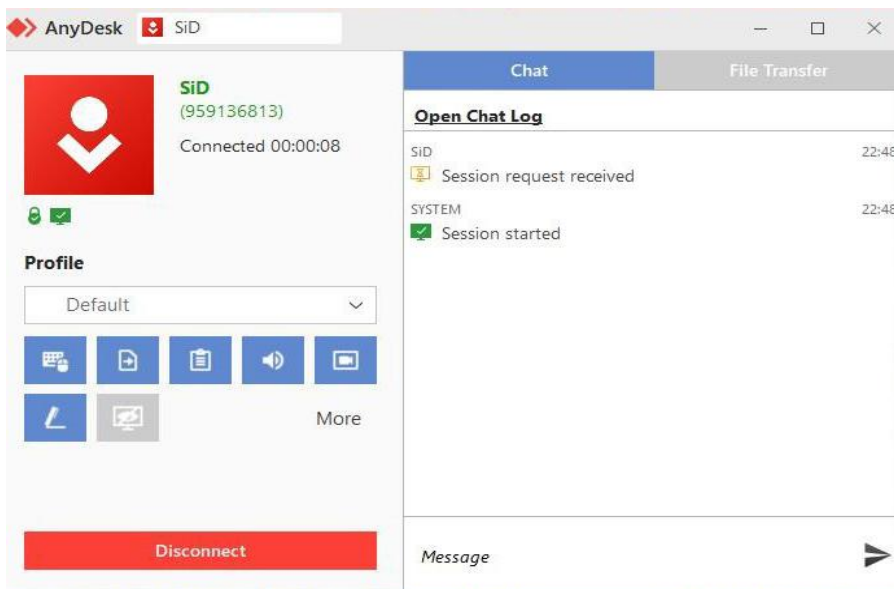 AnyDesk SiD
SiD
(959136813)
Connected 00:00:08
Profile
Default
More
Disconnect
Chat File Transfer
Open Chat Log
SiD 22:48
Session request received
SYSTEM 22:48
Session started
Message